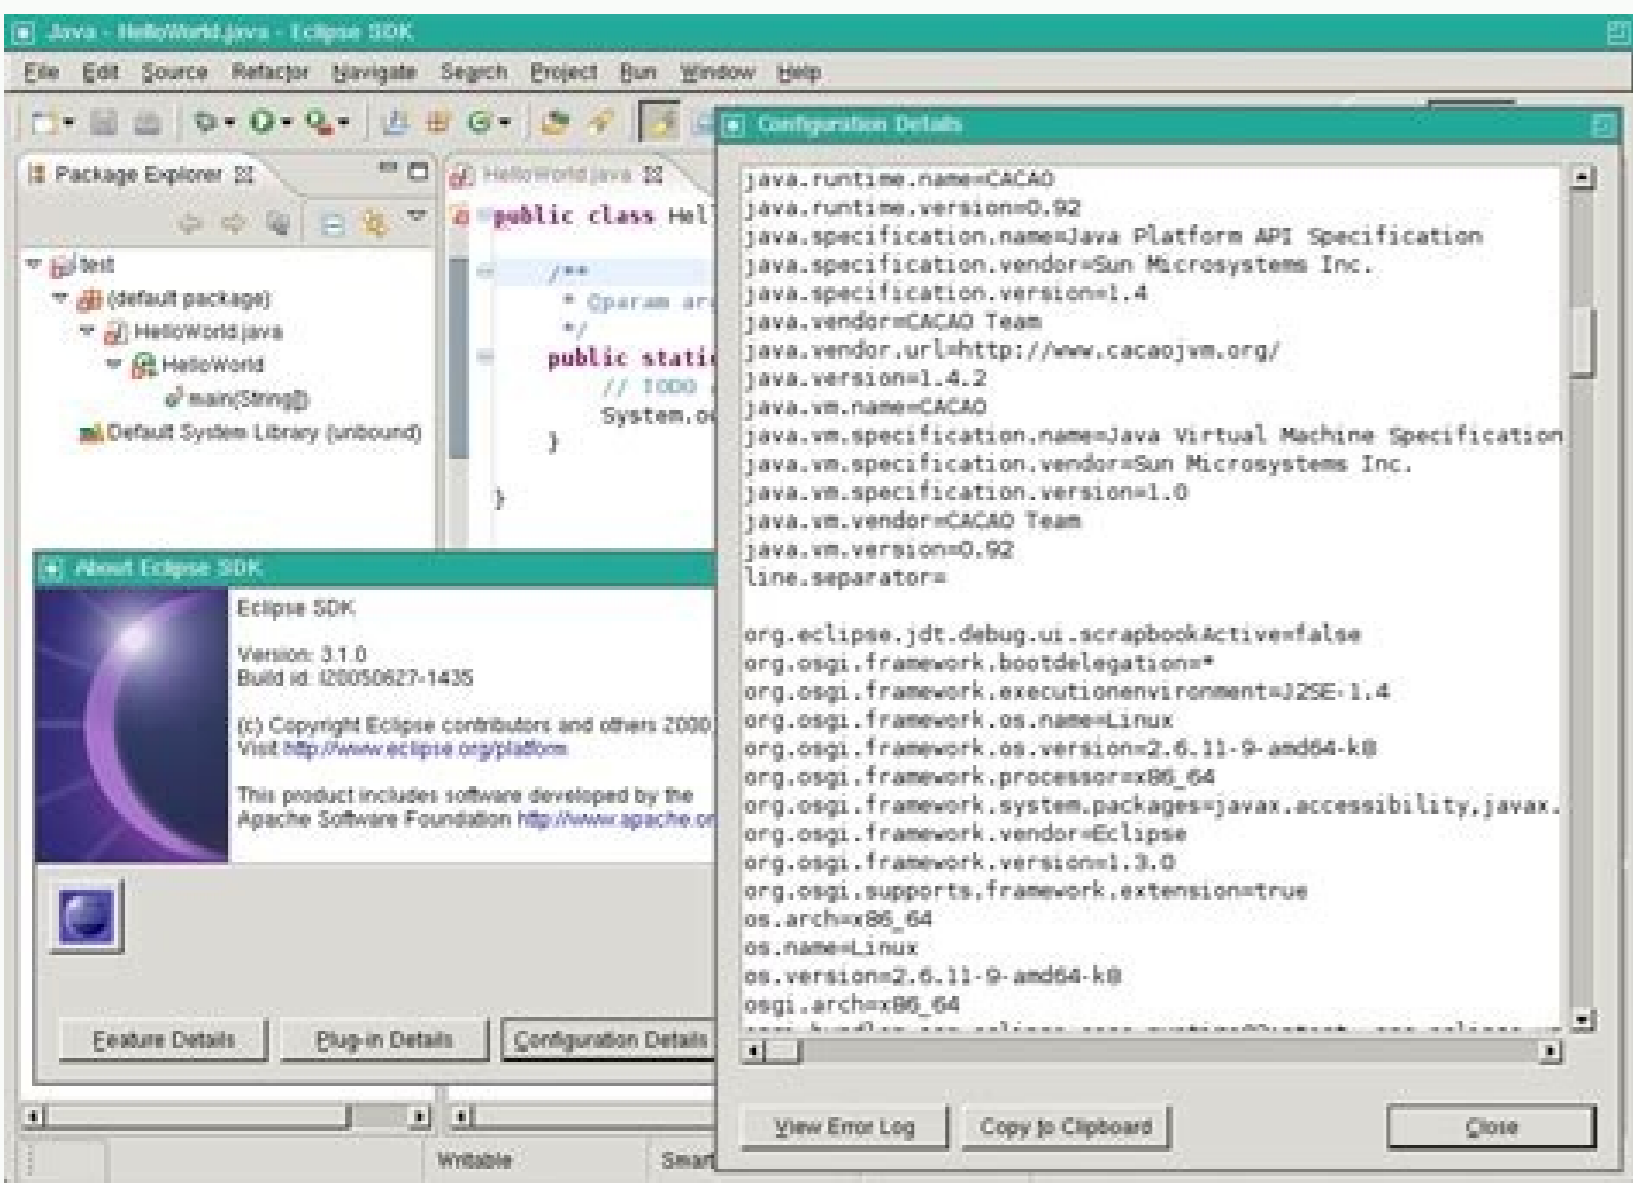 Java - HelloWorld.java - Eclipse SDK
File Edit Source Refactor Navigate Search Project Run Window Help
Package Explorer
test
(default package)
HelloWorld.java
HelloWorld
main(String[])
Default System Library (unbound)
HelloWorld.java
public class Hel
/**
* @param ar
*/
public stati
// TODO
System.ou
}
}
About Eclipse SDK
Eclipse SDK
Version: 3.1.0
Build id: I20050627-1435
(c) Copyright Eclipse contributors and others 2000,
Visit http://www.eclipse.org/platform
This product includes software developed by the
Apache Software Foundation http://www.apache.or
Feature Details Plug-in Details Configuration Details
Writable Smart
Configuration Details
java.runtime.name=CACAO
java.runtime.version=0.92
java.specification.name=Java Platform API Specification
java.specification.vendor=Sun Microsystems Inc.
java.specification.version=1.4
java.vendor=CACAO Team
java.vendor.url=http://www.cacaojvm.org/
java.version=1.4.2
java.vm.name=CACAO
java.vm.specification.name=Java Virtual Machine Specification
java.vm.specification.vendor=Sun Microsystems Inc.
java.vm.specification.version=1.0
java.vm.vendor=CACAO Team
java.vm.version=0.92
line.separator=
org.eclipse.jdt.debug.ui.scrapbookActive=false
org.osgi.framework.bootdelegation=*
org.osgi.framework.executionenvironment=J2SE-1.4
org.osgi.framework.os.name=Linux
org.osgi.framework.os.version=2.6.11-9-amd64-k8
org.osgi.framework.processor=x86_64
org.osgi.framework.system.packages=javax.accessibility,javax.
org.osgi.framework.vendor=Eclipse
org.osgi.framework.version=1.3.0
org.osgi.supports.framework.extension=true
os.arch=x86_64
os.name=Linux
os.version=2.6.11-9-amd64-k8
osgi.arch=x86_64
View Error Log Copy to Clipboard Close